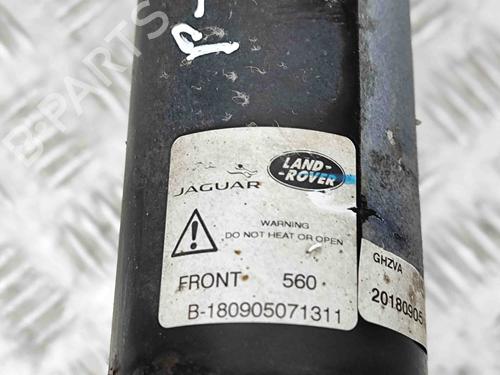 JAGUAR
LAND-
-ROVER
WARNING
DO NOT HEAT OR OPEN
FRONT 560
B-180905071311
GHZVA
20180905
B-PARTS